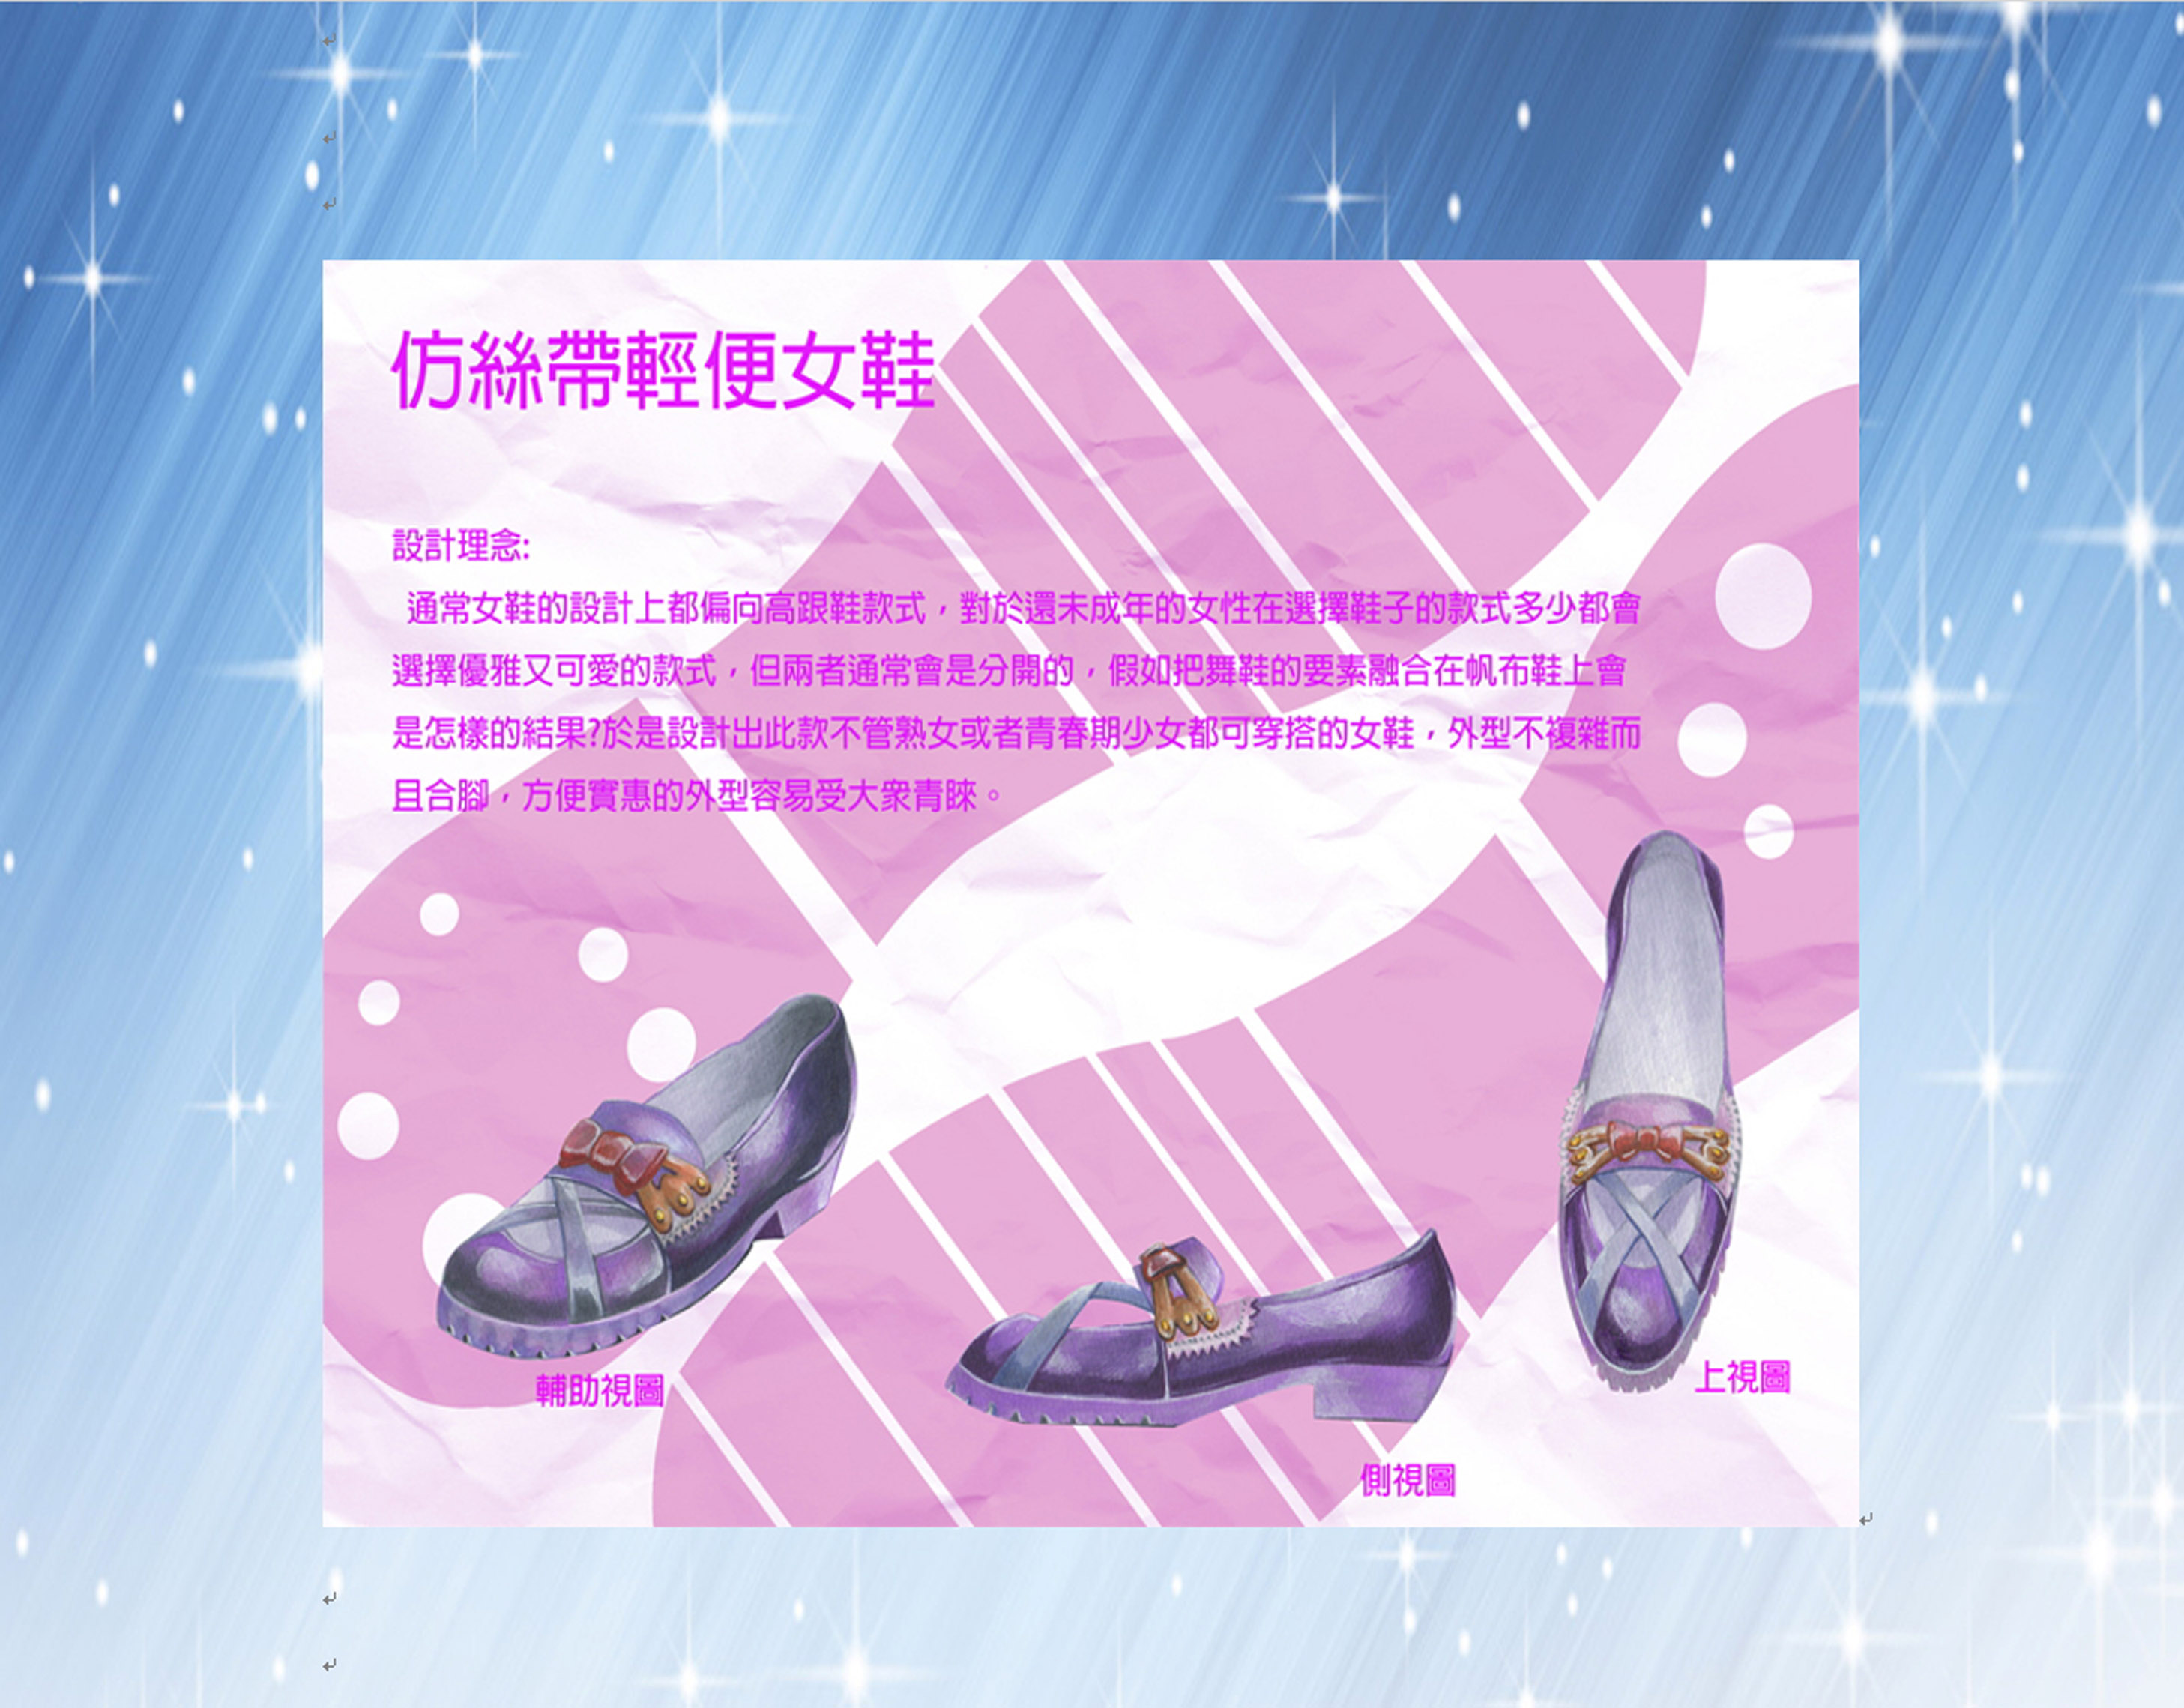 仿絲帶輕便女鞋
設計理念:
通常女鞋的設計上都偏向高跟鞋款式，對於還未成年的女性在選擇鞋子的款式多少都會
選擇優雅又可愛的款式，但兩者通常會是分開的，假如把舞鞋的要素融合在帆布鞋上會
是怎樣的結果?於是設計出此款不管熟女或者青春期少女都可穿搭的女鞋，外型不複雜而
且合腳，方便實惠的外型容易受大眾青睞。
輔助視圖
上視圖
側視圖